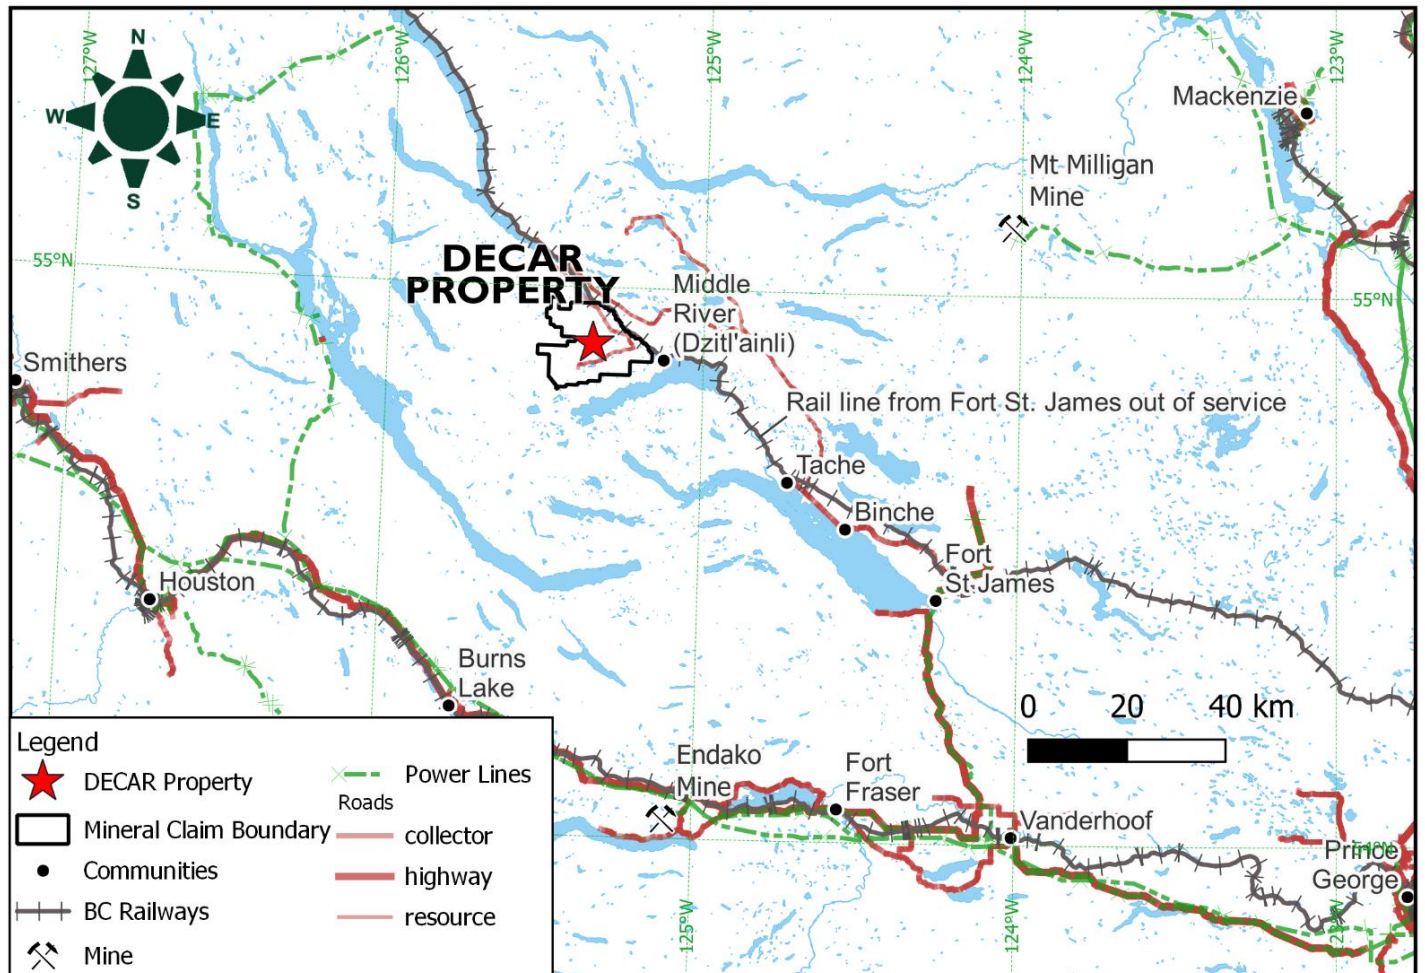 127°W
126°W
125°W
124°W
123°W
N
W
E
S
Mackenzie
Mt Milligan
Mine
55°N
DECAR
PROPERTY
55°N
Middle
River
(Dzitl'ainli)
Smithers
Rail line from Fort St. James out of service
Tache
Binche
Fort
St James
Houston
Burns
Lake
0 20 40 km
Endako
Mine
Fort
Fraser
Vanderhoof
54°N
Prince
George
125°W
124°W
123°W
Legend
DECAR Property
Mineral Claim Boundary
Communities
BC Railways
Mine
Power Lines
Roads
collector
highway
resource